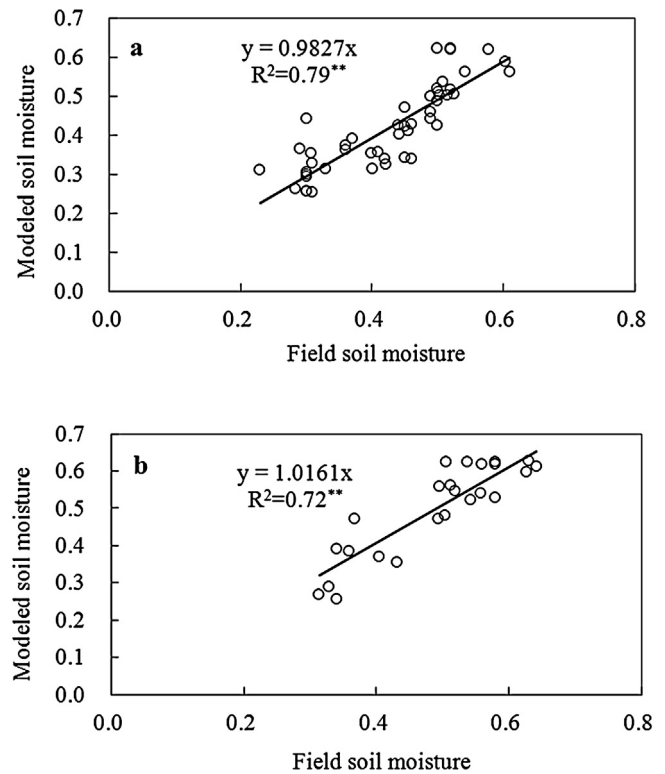 0.7
0.6
0.5
0.4
0.3
0.2
0.1
0.0
Modeled soil moisture
a
y = 0.9827x
R²=0.79**
0.0 0.2 0.4 0.6 0.8
Field soil moisture
0.7
0.6
0.5
0.4
0.3
0.2
0.1
0.0
Modeled soil moisture
b
y = 1.0161x
R²=0.72**
0.0 0.2 0.4 0.6 0.8
Field soil moisture